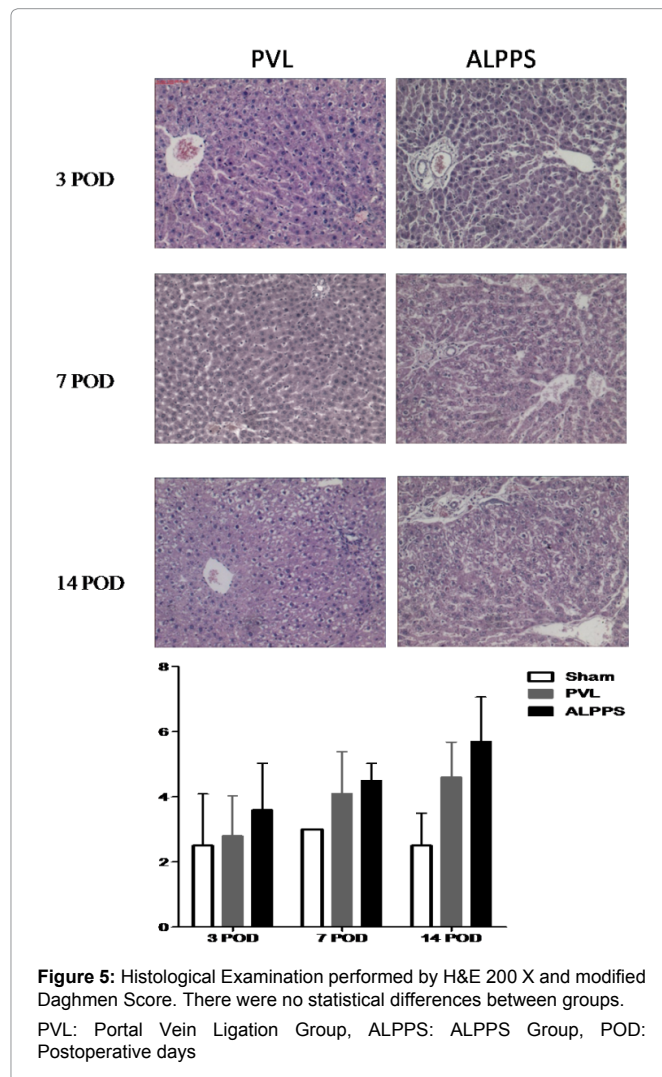 PVL ALPPS
3 POD
7 POD
14 POD
8
6
4
2
0
Sham
PVL
ALPPS
3 POD 7 POD 14 POD
Figure 5: Histological Examination performed by H&E 200 X and modified
Daghmen Score. There were no statistical differences between groups.
PVL: Portal Vein Ligation Group, ALPPS: ALPPS Group, POD:
Postoperative days